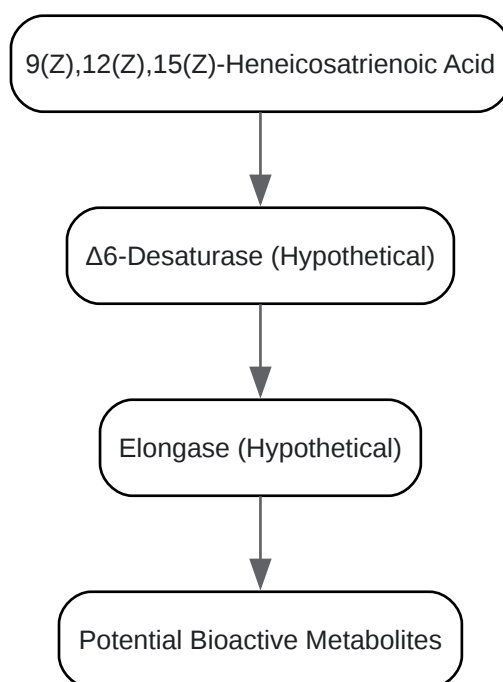 9(Z),12(Z),15(Z)-Heneicosatrienoic Acid
Δ6-Desaturase (Hypothetical)
Elongase (Hypothetical)
Potential Bioactive Metabolites